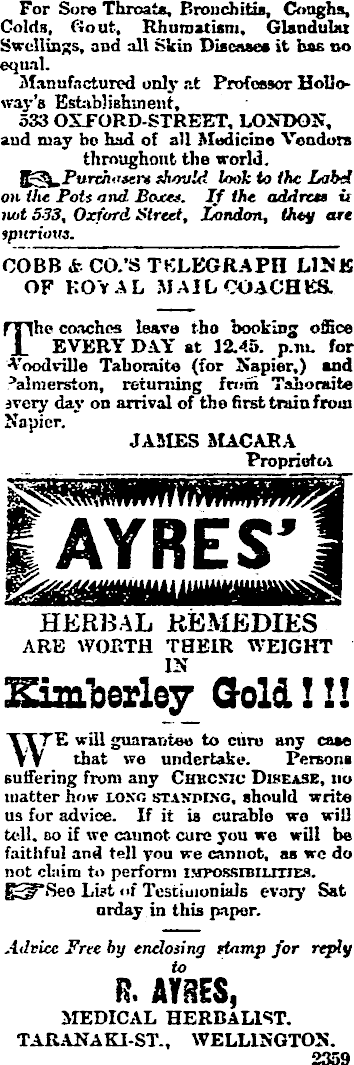 For Sore Throats, Bronchitis, Coughs,
Colds, Gout, Rhumatism, Glandular
Swellings, and all Skin Diseases it has no
equal.
Manufactured only at Professor Hollo-
way's Establishment,
533 OXFORD-STREET, LONDON,
and may be had of all Medicine Vendors
throughout the world.
Purchasers should look to the Label
on the Pots and Boxes. If the address is
not 533, Oxford Street, London, they are
spurious.
COBB & CO.'S TELEGRAPH LINE
OF ROYAL MAIL COACHES.
The coaches leave the booking office
EVERY DAY at 12.45. p.m. for
Woodville Tahoraite (for Napier,) and
Palmerston, returning from Tahoraite
every day on arrival of the first train from
Napier.
JAMES MACARA
Proprietor
AYRES'
HERBAL REMEDIES
ARE WORTH THEIR WEIGHT
IN
Kimberley Gold!!!
WE will guarantee to cure any case
that we undertake. Persons
suffering from any CHRONIC DISEASE, no
matter how LONG STANDING, should write
us for advice. If it is curable we will
tell, so if we cannot cure you we will be
faithful and tell you we cannot, as we do
not claim to perform IMPOSSIBILITIES.
See List of Testimonials every Sat
urday in this paper.
Advice Free by enclosing stamp for reply
to
R. AYRES,
MEDICAL HERBALIST.
TARANAKI-ST., WELLINGTON.
2359